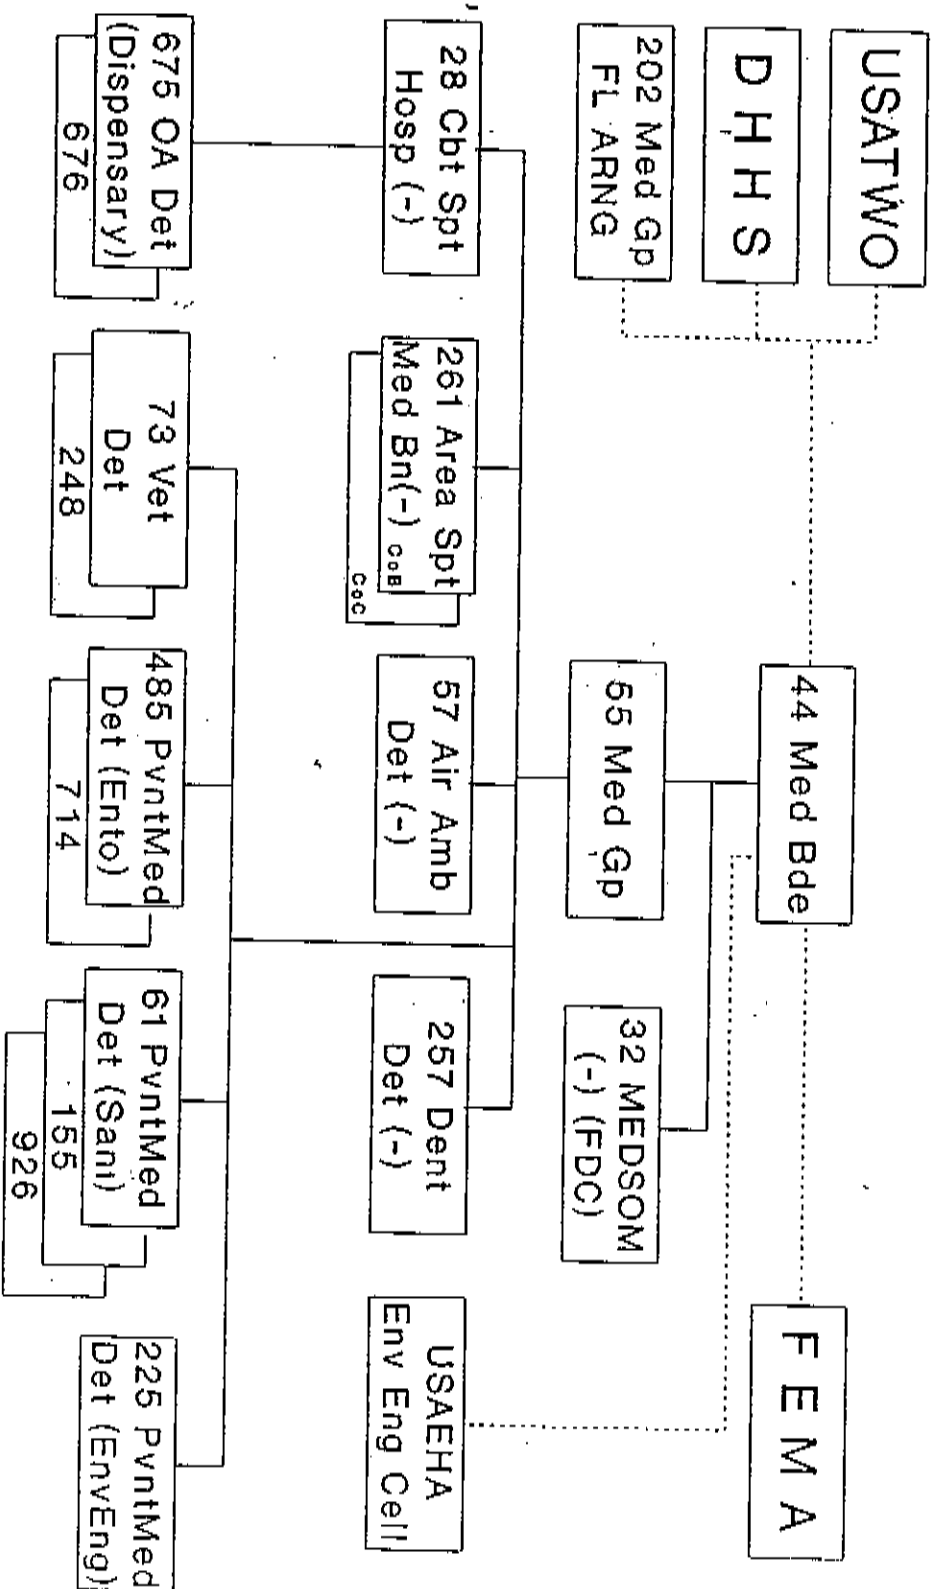 USATWO
D H H S
202 Med Gp
FL ARNG
44 Med Bde
F E M A
55 Med Gp
32 MEDSOM
(-) (FDC)
28 Cbt Spt
Hosp (-)
261 Area Spt
Med Bn(-) CoB
CoC
57 Air Amb
Det (-)
257 Dent
Det (-)
USAEHA
Env Eng Cell
675 OA Det
(Dispensary)
676
73 Vet
Det
248
485 PvntMed
Det (Ento)
714
61 PvntMed
Det (Sani)
155
926
225 PvntMed
Det (EnvEng)